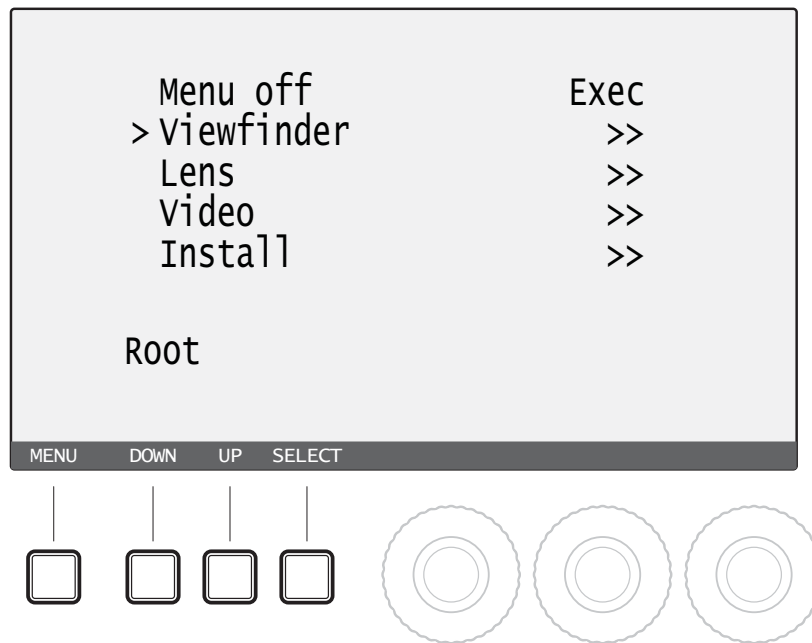 Menu off Exec
> Viewfinder >>
Lens >>
Video >>
Install >>
Root
MENU DOWN UP SELECT